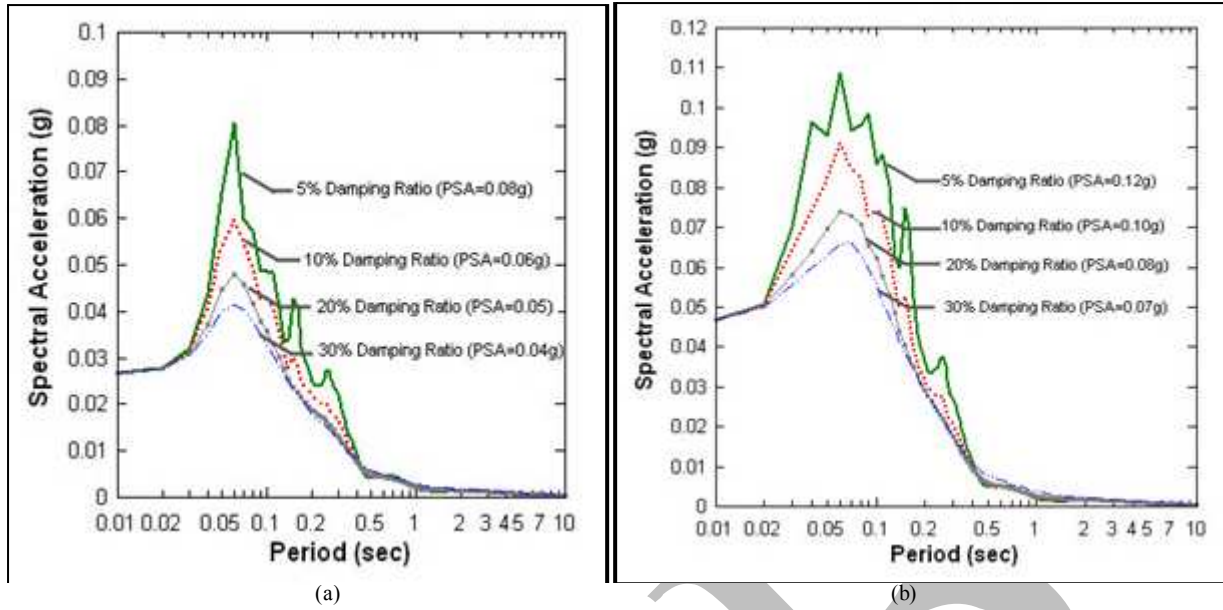 0.1
0.09
0.08
0.07
0.06
0.05
0.04
0.03
0.02
0.01
0
Spectral Acceleration (g)
5% Damping Ratio (PSA=0.08g)
10% Damping Ratio (PSA=0.06g)
20% Damping Ratio (PSA=0.05)
30% Damping Ratio (PSA=0.04g)
0.01 0.02 0.05 0.1 0.2 0.5 1 2 3 4 5 7 10
Period (sec)
(a)
0.12
0.11
0.1
0.09
0.08
0.07
0.06
0.05
0.04
0.03
0.02
0.01
0
Spectral Acceleration (g)
5% Damping Ratio (PSA=0.12g)
10% Damping Ratio (PSA=0.10g)
20% Damping Ratio (PSA=0.08g)
30% Damping Ratio (PSA=0.07g)
0.01 0.02 0.05 0.1 0.2 0.5 1 2 3 4 5 7 10
Period (sec)
(b)